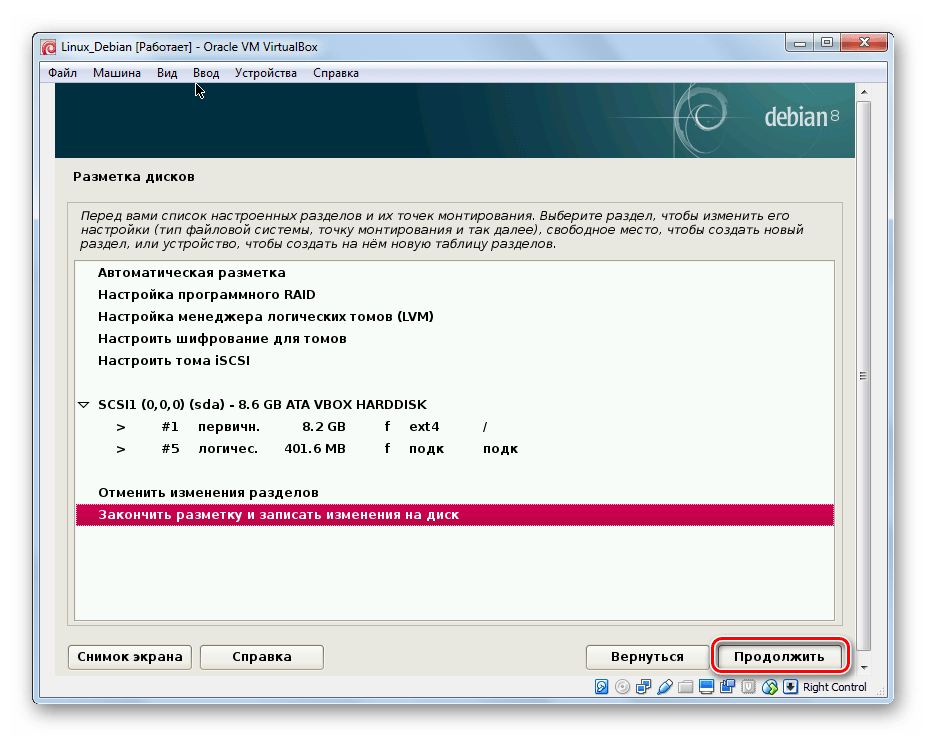 Linux_Debian [Работает] - Oracle VM VirtualBox
Файл Машина Вид Ввод Устройства Справка
debian 8
Разметка дисков
Перед вами список настроенных разделов и их точек монтирования. Выберите раздел, чтобы изменить его
настройки (тип файловой системы, точку монтирования и так далее), свободное место, чтобы создать новый
раздел, или устройство, чтобы создать на нём новую таблицу разделов.
Автоматическая разметка
Настройка программного RAID
Настройка менеджера логических томов (LVM)
Настроить шифрование для томов
Настроить тома iSCSI
SCSI1 (0,0,0) (sda) - 8.6 GB ATA VBOX HARDDISK
> #1 первичн. 8.2 GB f ext4 /
> #5 логичес. 401.6 MB f подк подк
Отменить изменения разделов
Закончить разметку и записать изменения на диск
Снимок экрана Справка Вернуться Продолжить
Right Control